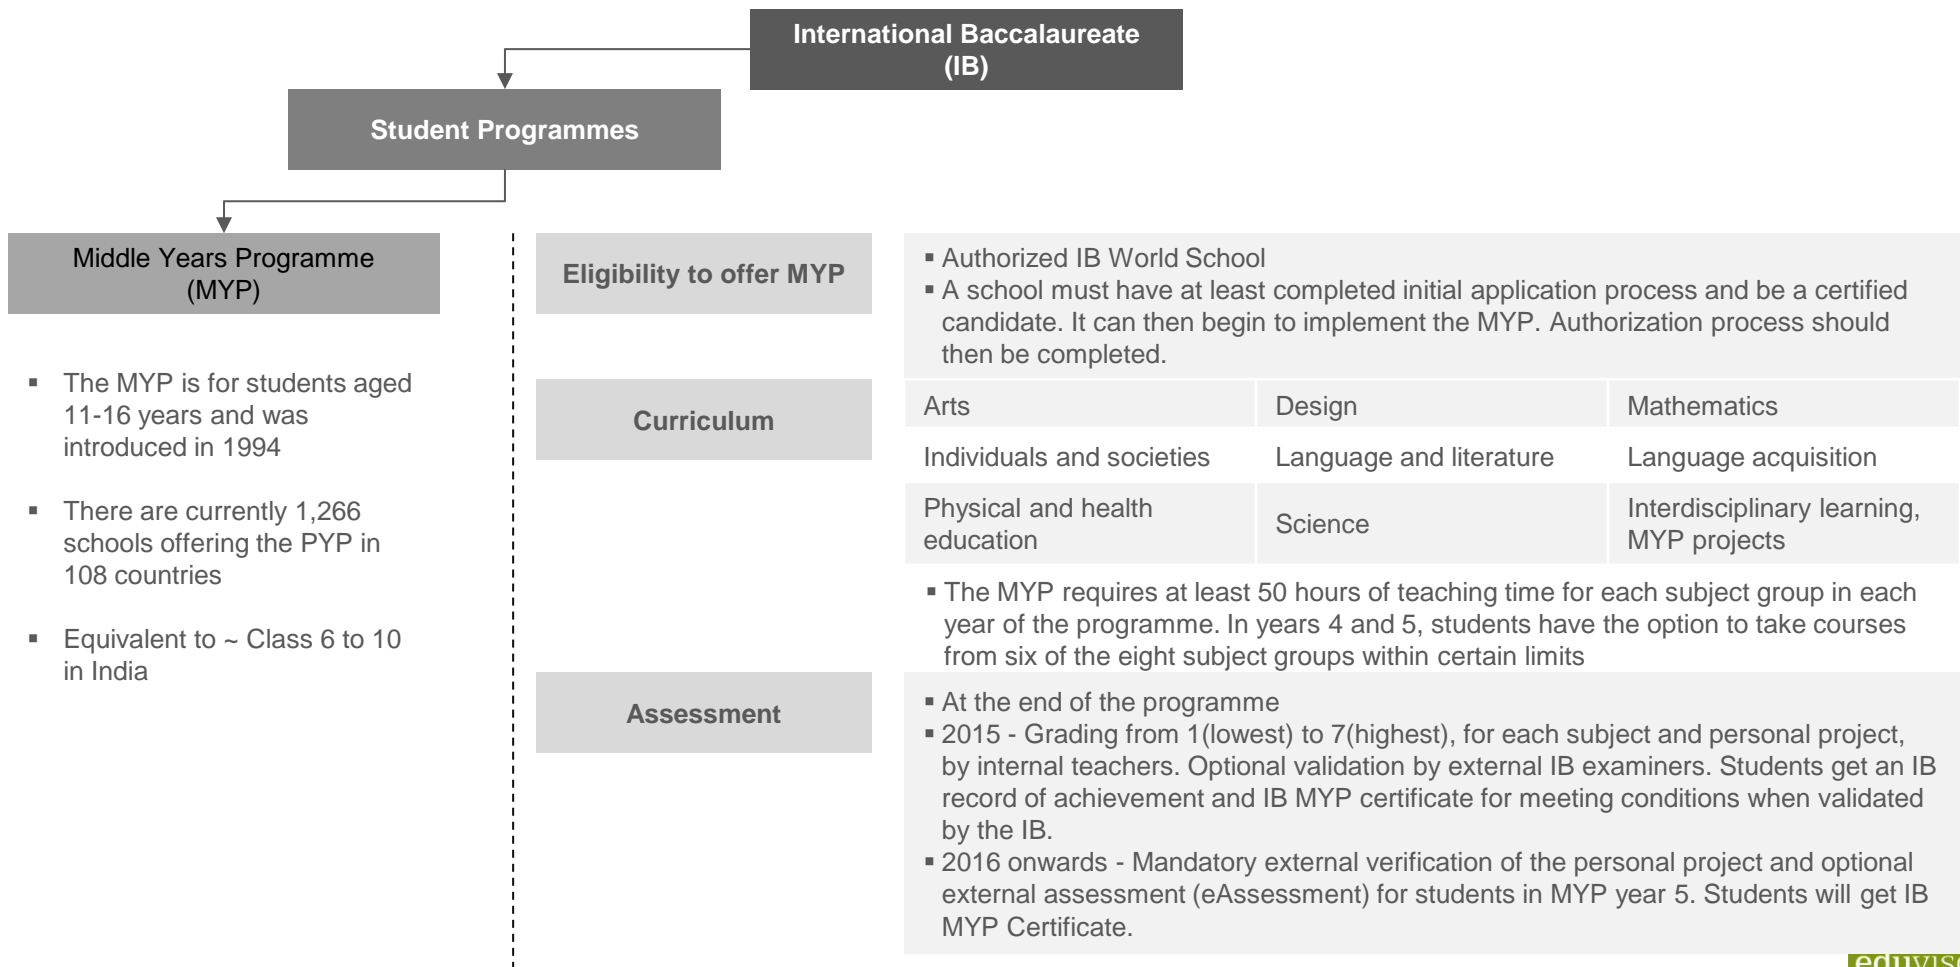 International Baccalaureate
(IB)
Student Programmes
Middle Years Programme
(MYP)
▪ The MYP is for students aged
11-16 years and was
introduced in 1994
▪ There are currently 1,266
schools offering the PYP in
108 countries
▪ Equivalent to ~ Class 6 to 10
in India
Eligibility to offer MYP
▪ Authorized IB World School
▪ A school must have at least completed initial application process and be a certified
candidate. It can then begin to implement the MYP. Authorization process should
then be completed.
Curriculum
Arts Design Mathematics
Individuals and societies Language and literature Language acquisition
Physical and health
education
Science
Interdisciplinary learning,
MYP projects
▪ The MYP requires at least 50 hours of teaching time for each subject group in each
year of the programme. In years 4 and 5, students have the option to take courses
from six of the eight subject groups within certain limits
Assessment
▪ At the end of the programme
▪ 2015 - Grading from 1(lowest) to 7(highest), for each subject and personal project,
by internal teachers. Optional validation by external IB examiners. Students get an IB
record of achievement and IB MYP certificate for meeting conditions when validated
by the IB.
▪ 2016 onwards - Mandatory external verification of the personal project and optional
external assessment (eAssessment) for students in MYP year 5. Students will get IB
MYP Certificate.